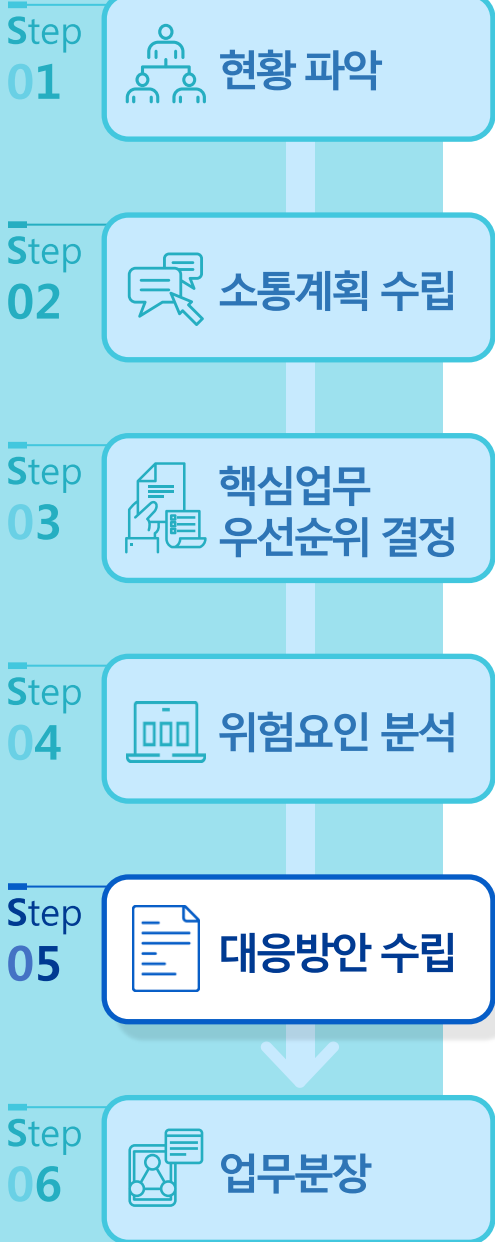 Step
01
현황 파악
Step
02
소통계획 수립
Step
03
핵심업무
우선순위 결정
Step
04
위험요인 분석
Step
05
대응방안 수립
Step
06
업무분장